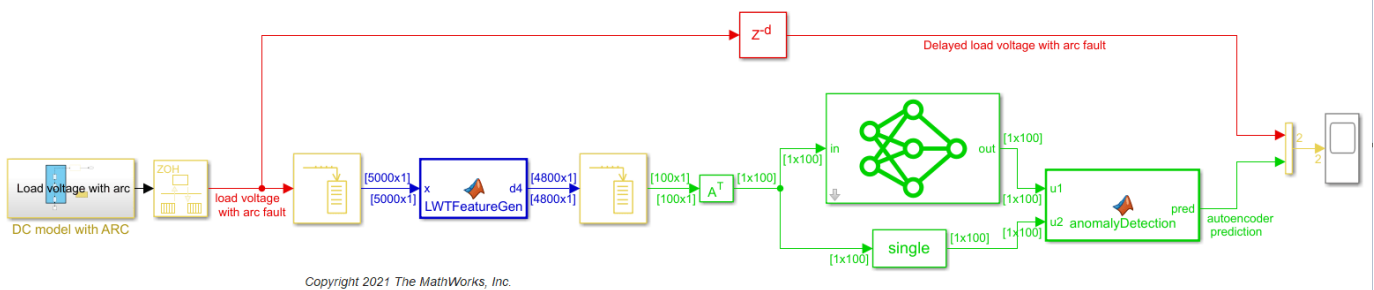 Z-d
Delayed load voltage with arc fault
Load voltage with arc
DC model with ARC
ZOH
load voltage
with arc fault
[5000x1]
[5000x1]
x
d4
LWTFeatureGen
[4800x1]
[4800x1]
[100x1]
[100x1]
AT
[1x100]
[1x100]
in
out
[1x100]
[1x100]
[1x100]
single
[1x100]
[1x100]
u1
u2
pred
anomalyDetection
autoencoder
prediction
2
2
Copyright 2021 The MathWorks, Inc.